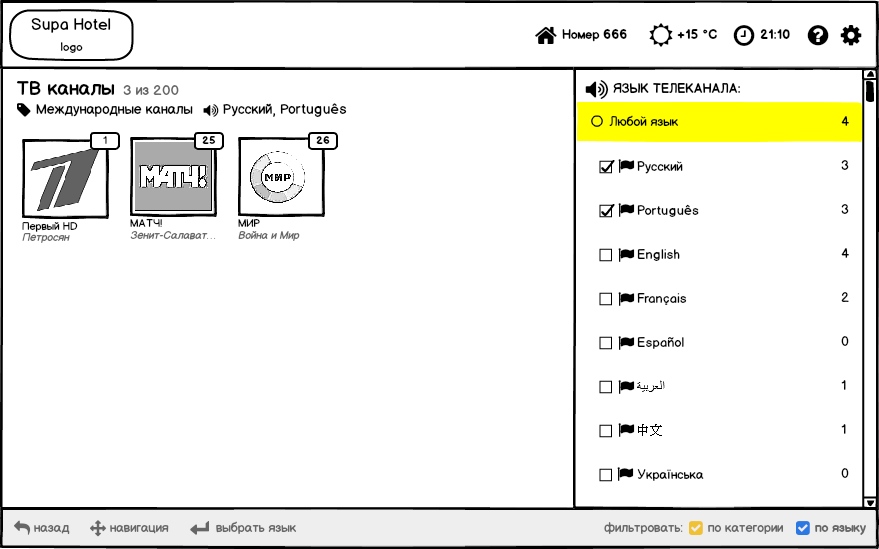 Supa Hotel
logo
Номер 666
+15 °C
21:10
?
ТВ каналы 3 из 200
Международные каналы Русский, Português
1
Первый HD
Петросян
25
МАТЧ!
МАТЧ!
Зенит-Салават...
26
МИР
МИР
Война и Мир
ЯЗЫК ТЕЛЕКАНАЛА:
Любой язык 4
Русский 3
Português 3
English 4
Français 2
Español 0
العربية 1
中文 1
Українська 0
назад навигация выбрать язык фильтровать: по категории по языку